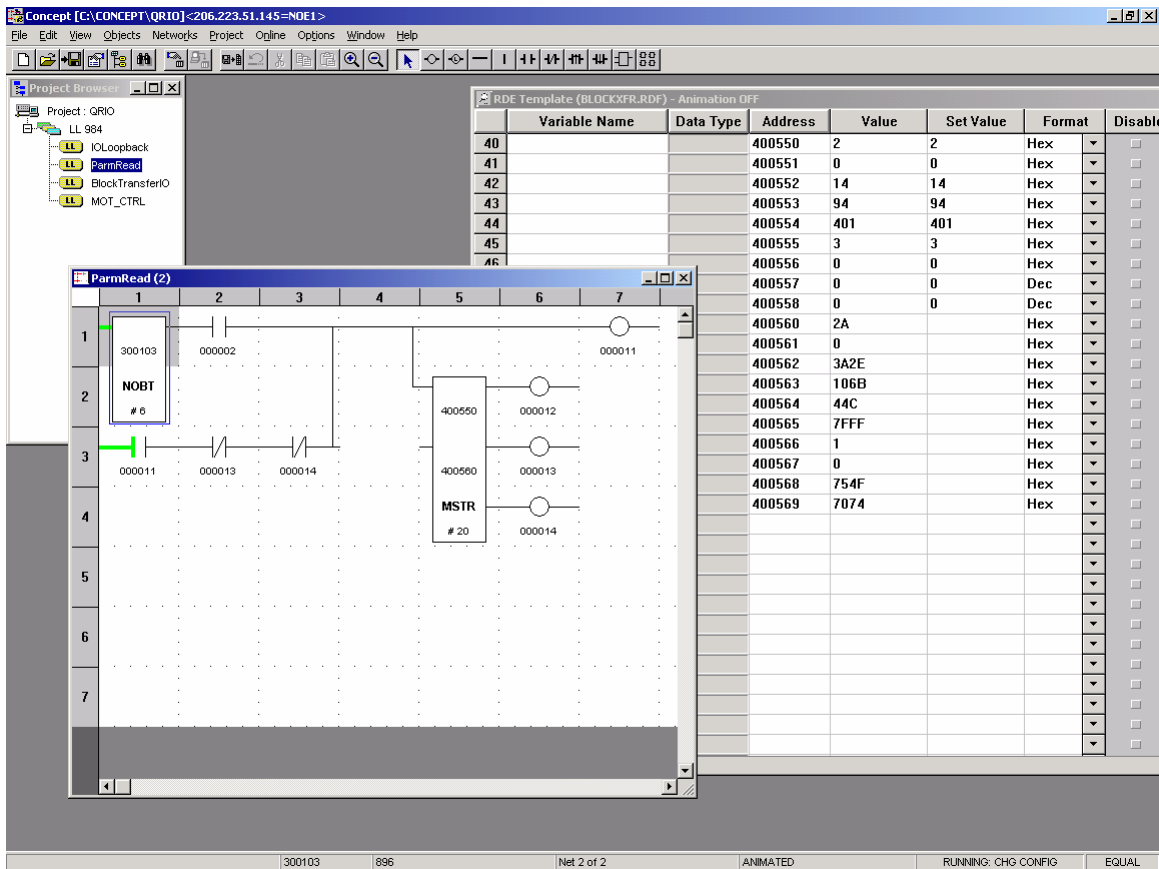 Concept [C:\CONCEPT\QRIO]<206.223.51.145=NOE1>
File Edit View Objects Networks Project Online Options Window Help
Project Browser
Project : QRIO
LL 984
LL IOLoopback
LL ParmRead
LL BlockTransferIO
LL MOT_CTRL
RDE Template (BLOCKXFR.RDF) - Animation OFF
Variable Name Data Type Address Value Set Value Format Disable
40 400550 2 2 Hex
41 400551 0 0 Hex
42 400552 14 14 Hex
43 400553 94 94 Hex
44 400554 401 401 Hex
45 400555 3 3 Hex
46 400556 0 0 Hex
400557 0 0 Dec
400558 0 0 Dec
400560 2A Hex
400561 0 Hex
400562 3A2E Hex
400563 106B Hex
400564 44C Hex
400565 7FFF Hex
400566 1 Hex
400567 0 Hex
400568 754F Hex
400569 7074 Hex
ParmRead (2)
1 2 3 4 5 6 7
1
300103 000002 000011
2
NOBT
# 6 400550 000012
3
000011 000013 000014 400560 000013
4
MSTR
# 20 000014
5
6
7
300103 896 Net 2 of 2 ANIMATED RUNNING: CHG CONFIG EQUAL